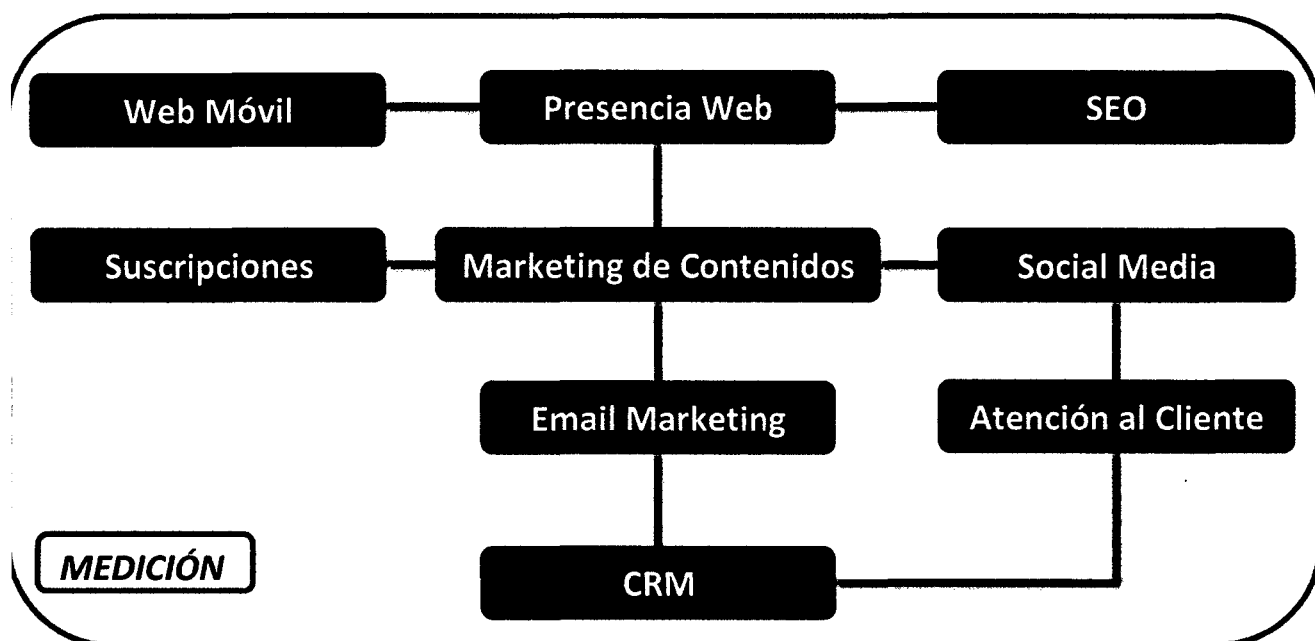 Web Móvil
Presencia Web
SEO
Suscripciones
Marketing de Contenidos
Social Media
Email Marketing
Atención al Cliente
MEDICIÓN
CRM